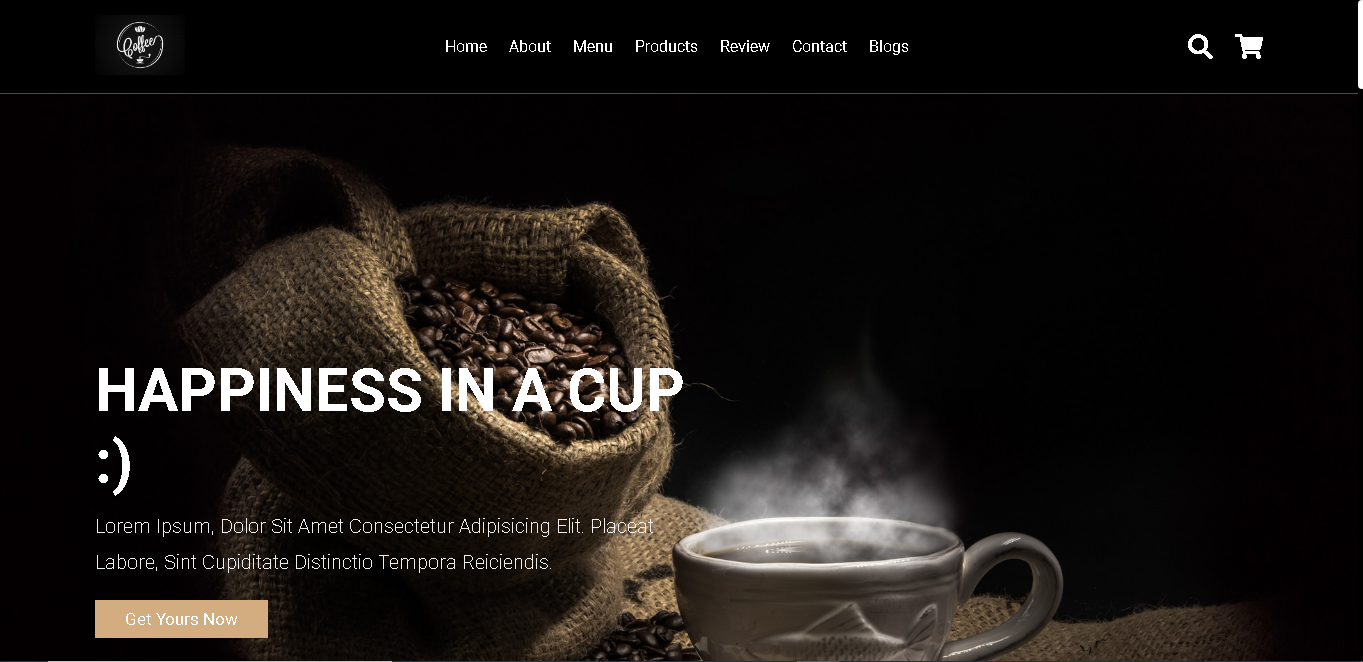 Coffee
Home About Menu Products Review Contact Blogs
HAPPINESS IN A CUP
:)
Lorem Ipsum, Dolor Sit Amet Consectetur Adipisicing Elit. Placeat
Labore, Sint Cupiditate Distinctio Tempora Reiciendis.
Get Yours Now